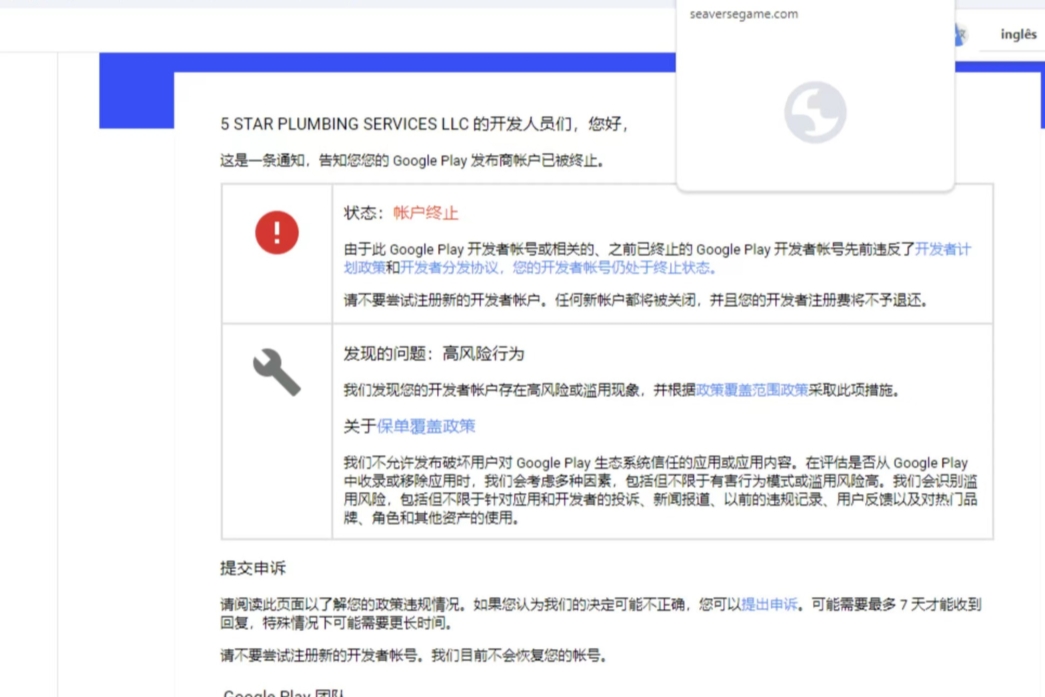 seaversegame.com
inglês
5 STAR PLUMBING SERVICES LLC 的开发人员们，您好，
这是一条通知，告知您您的 Google Play 发布商帐户已被终止。
状态：帐户终止
由于此 Google Play 开发者帐号或相关的、之前已终止的 Google Play 开发者帐号先前违反了开发者计
划政策和开发者分发协议，您的开发者帐号仍处于终止状态。
请不要尝试注册新的开发者帐户。任何新帐户都将被关闭，并且您的开发者注册费将不予退还。
发现的问题：高风险行为
我们发现您的开发者帐户存在高风险或滥用现象，并根据政策覆盖范围政策采取此项措施。
关于保单覆盖政策
我们不允许发布破坏用户对 Google Play 生态系统信任的应用或应用内容。在评估是否从 Google Play
中收录或移除应用时，我们会考虑多种因素，包括但不限于有害行为模式或滥用风险高。我们会识别滥
用风险，包括但不限于针对应用和开发者的投诉、新闻报道、以前的违规记录、用户反馈以及对热门品
牌、角色和其他资产的使用。
提交申诉
请阅读此页面以了解您的政策违规情况。如果您认为我们的决定可能不正确，您可以提出申诉。可能需要最多 7 天才能收到
回复，特殊情况下可能需要更长时间。
请不要尝试注册新的开发者帐号。我们目前不会恢复您的帐号。
Google Play 团队